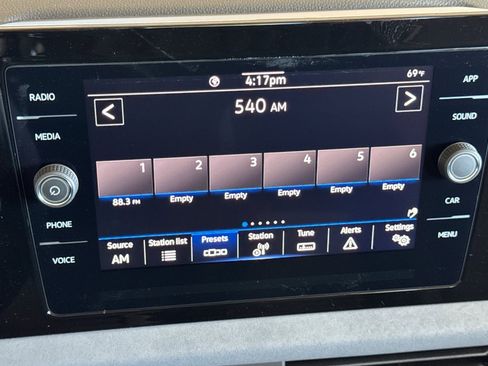 4:17pm
69°F
RADIO
APP
540 AM
MEDIA
SOUND
1 2 3 4 5 6
88.3 FM Empty Empty Empty Empty Empty
PHONE
CAR
Source Station list Presets Station Tune Alerts Settings
AM
VOICE
MENU